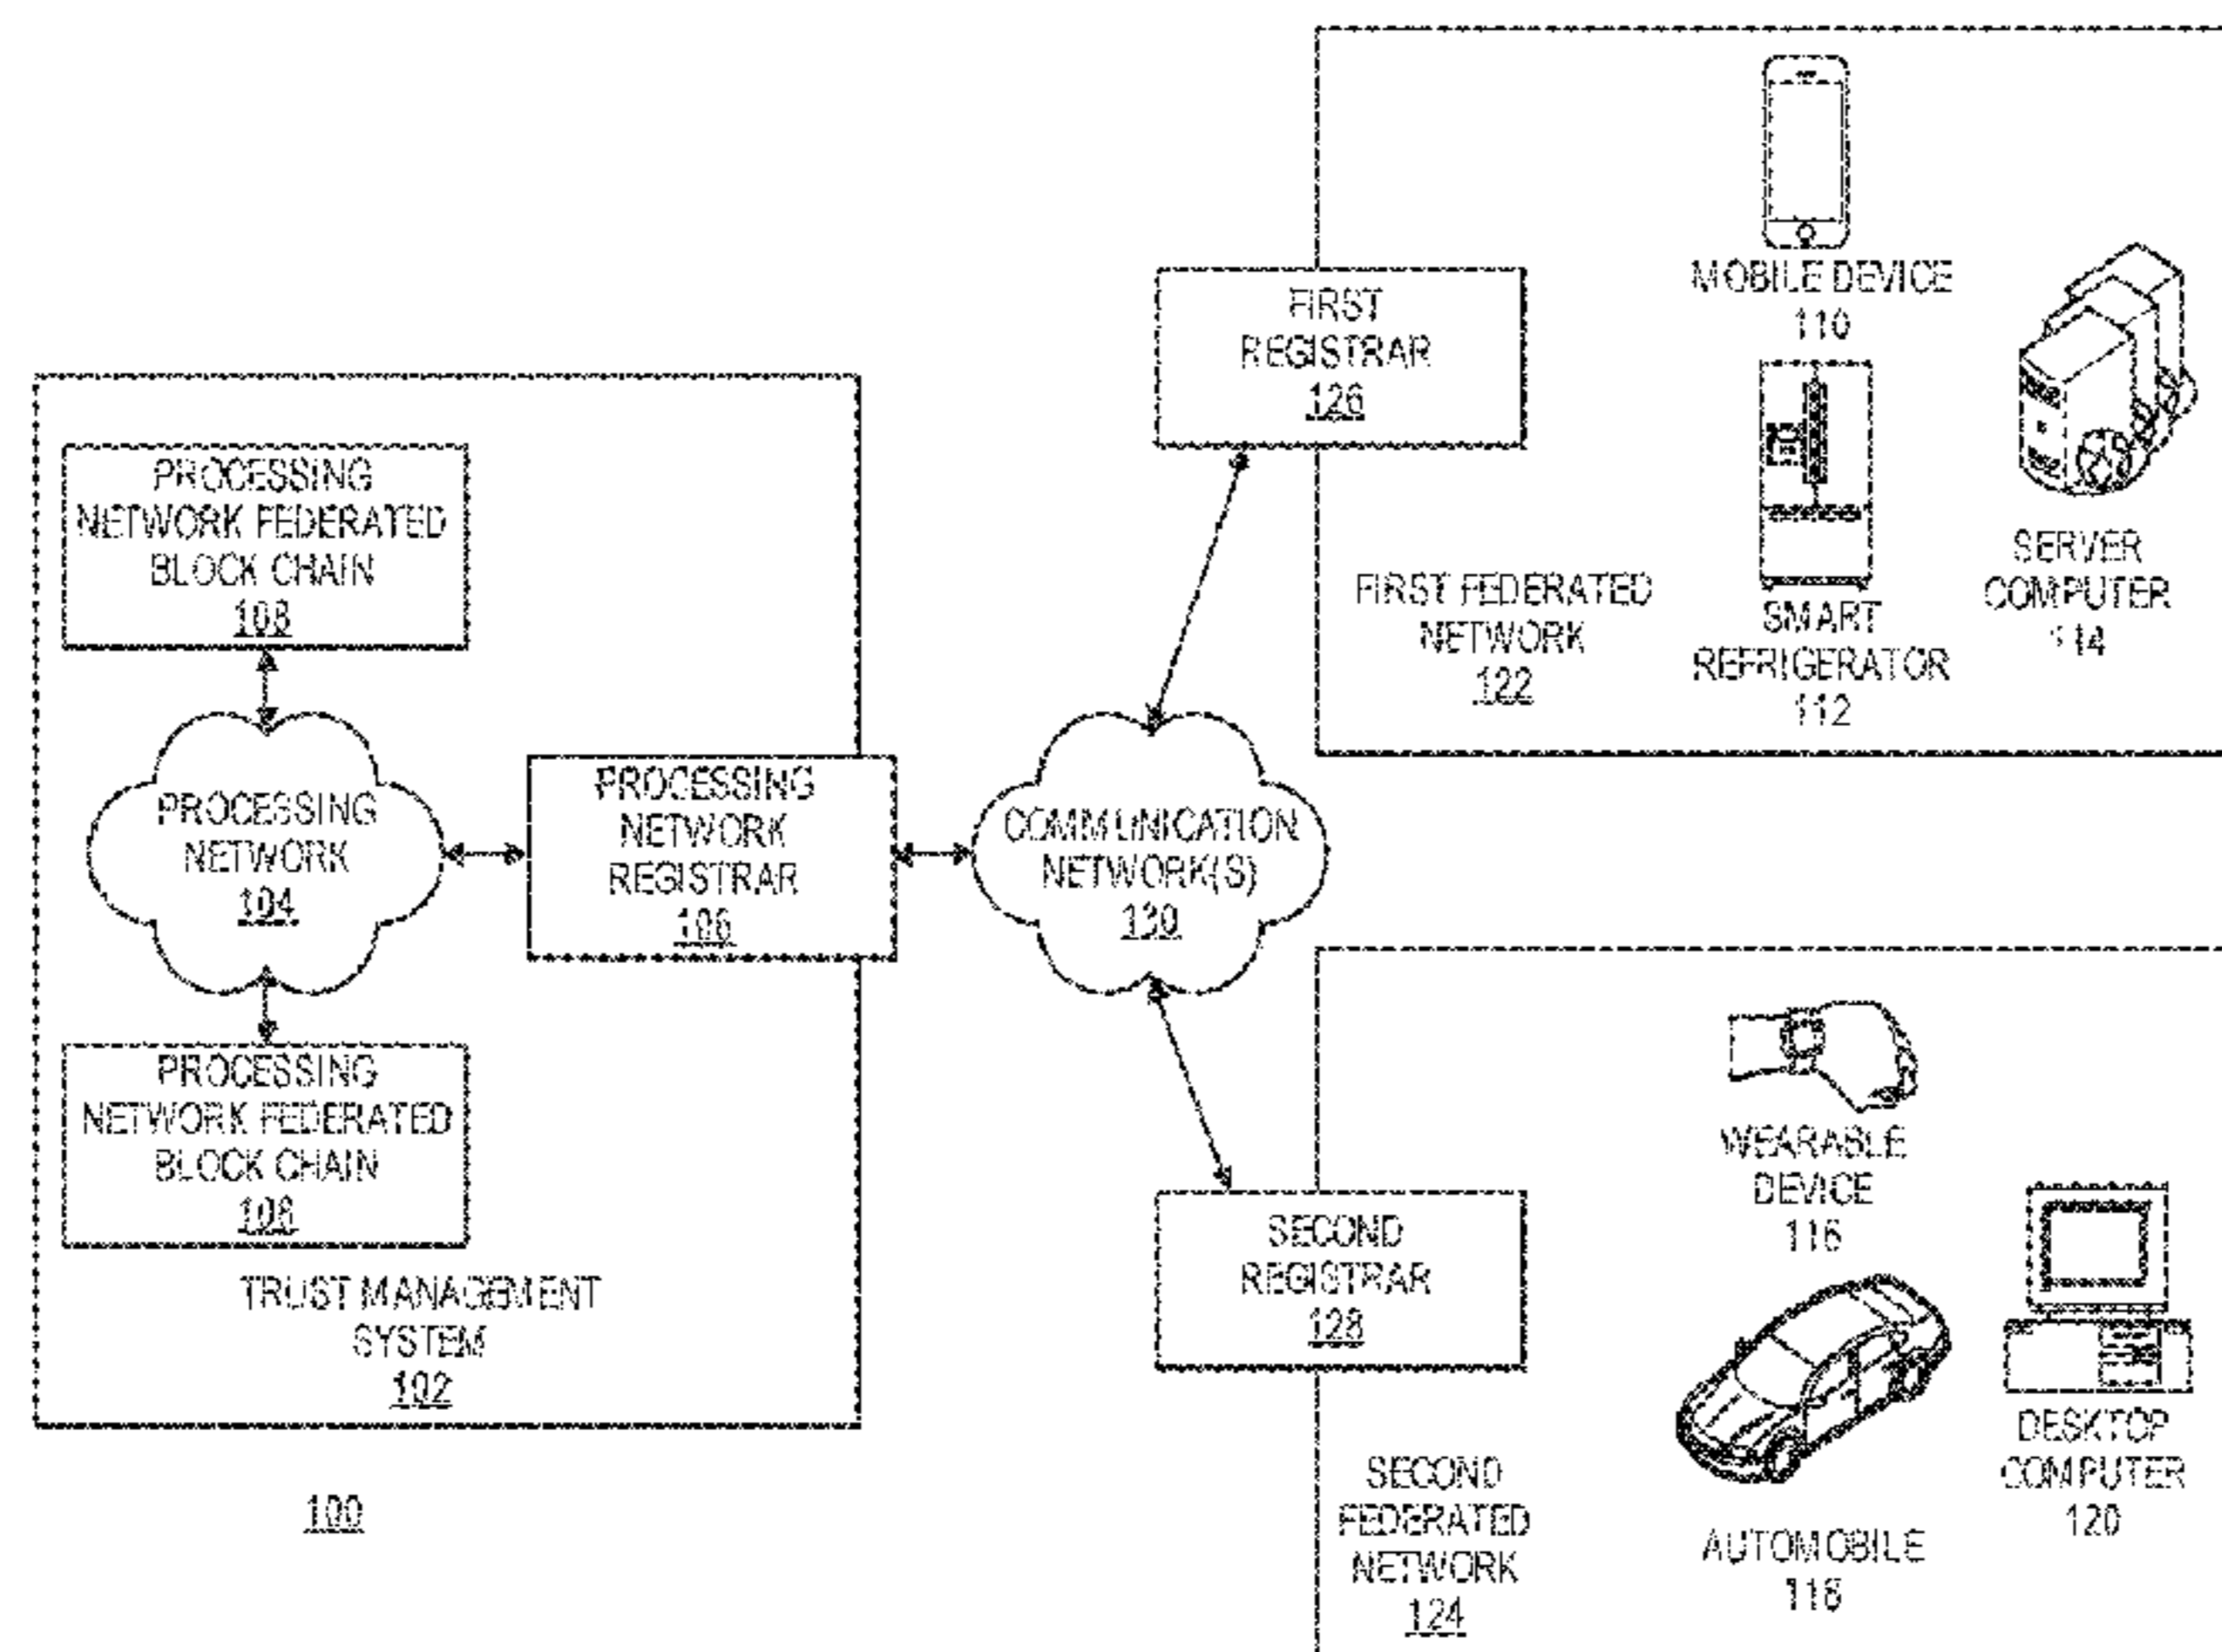 PROCESSING
NETWORK FEDERATED
BLOCK CHAIN
108
PROCESSING
NETWORK
104
PROCESSING
NETWORK FEDERATED
BLOCK CHAIN
108
TRUST MANAGEMENT
SYSTEM
102
PROCESSING
NETWORK
REGISTRAR
106
COMMUNICATION
NETWORK(S)
130
FIRST
REGISTRAR
126
FIRST FEDERATED
NETWORK
122
MOBILE DEVICE
110
SMART
REFRIGERATOR
112
SERVER
COMPUTER
114
SECOND
REGISTRAR
128
SECOND
FEDERATED
NETWORK
124
WEARABLE
DEVICE
116
AUTOMOBILE
118
DESKTOP
COMPUTER
120
100